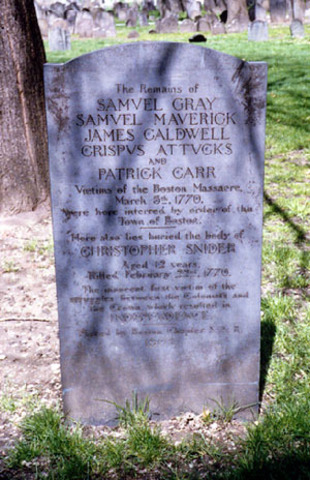 The Remains of
SAMVEL GRAY
SAMVEL MAVERICK
JAMES CALDWELL
CRISPVS ATTVCKS
AND
PATRICK CARR
Victims of the Boston Massacre,
March 5th, 1770.
Were here interred by order of the
Town of Boston.
Here also lies buried the body of
CHRISTOPHER SNIDER
Aged 12 years,
Killed February 22nd, 1770.
The innocent first victim of the
struggles between the Colonists and
the Crown which resulted in
INDEPENDENCE
Placed by Boston Chapter S.A.R.